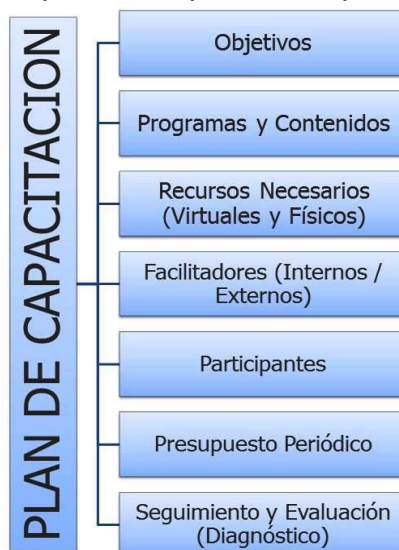 PLAN DE CAPACITACION
Objetivos
Programas y Contenidos
Recursos Necesarios
(Virtuales y Físicos)
Facilitadores (Internos /
Externos)
Participantes
Presupuesto Periódico
Seguimiento y Evaluación
(Diagnóstico)